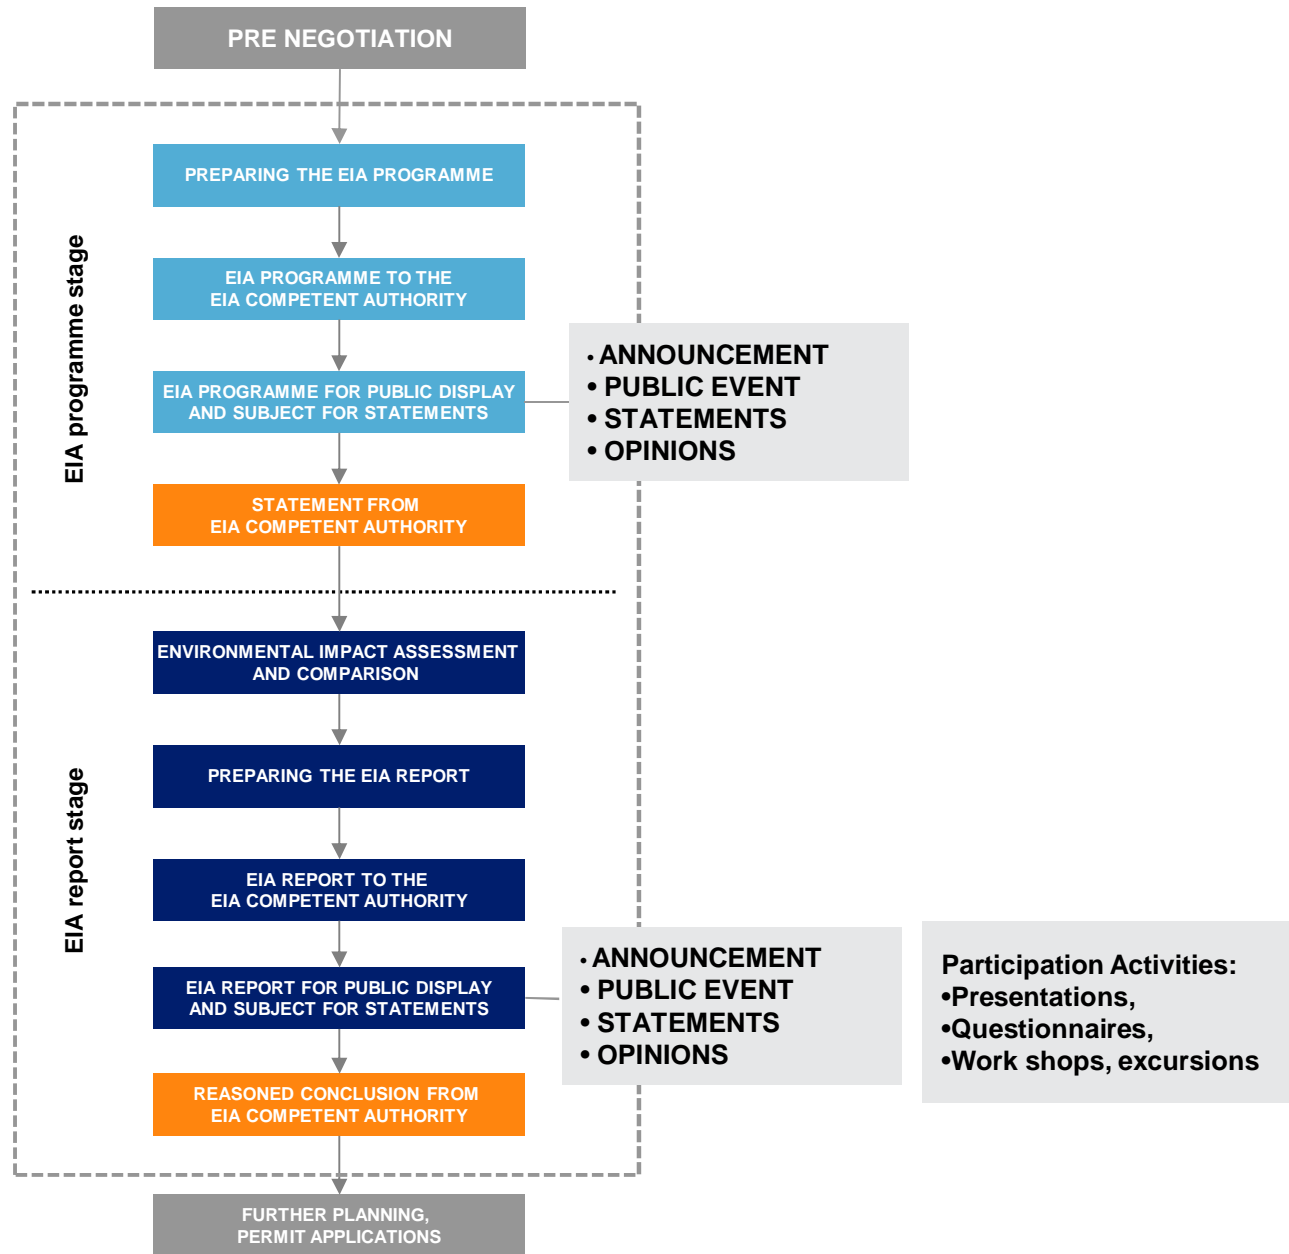 PRE NEGOTIATION
EIA programme stage
PREPARING THE EIA PROGRAMME
EIA PROGRAMME TO THE
EIA COMPETENT AUTHORITY
EIA PROGRAMME FOR PUBLIC DISPLAY
AND SUBJECT FOR STATEMENTS
• ANNOUNCEMENT
• PUBLIC EVENT
• STATEMENTS
• OPINIONS
STATEMENT FROM
EIA COMPETENT AUTHORITY
EIA report stage
ENVIRONMENTAL IMPACT ASSESSMENT
AND COMPARISON
PREPARING THE EIA REPORT
EIA REPORT TO THE
EIA COMPETENT AUTHORITY
EIA REPORT FOR PUBLIC DISPLAY
AND SUBJECT FOR STATEMENTS
• ANNOUNCEMENT
• PUBLIC EVENT
• STATEMENTS
• OPINIONS
Participation Activities:
•Presentations,
•Questionnaires,
•Work shops, excursions
REASONED CONCLUSION FROM
EIA COMPETENT AUTHORITY
FURTHER PLANNING,
PERMIT APPLICATIONS